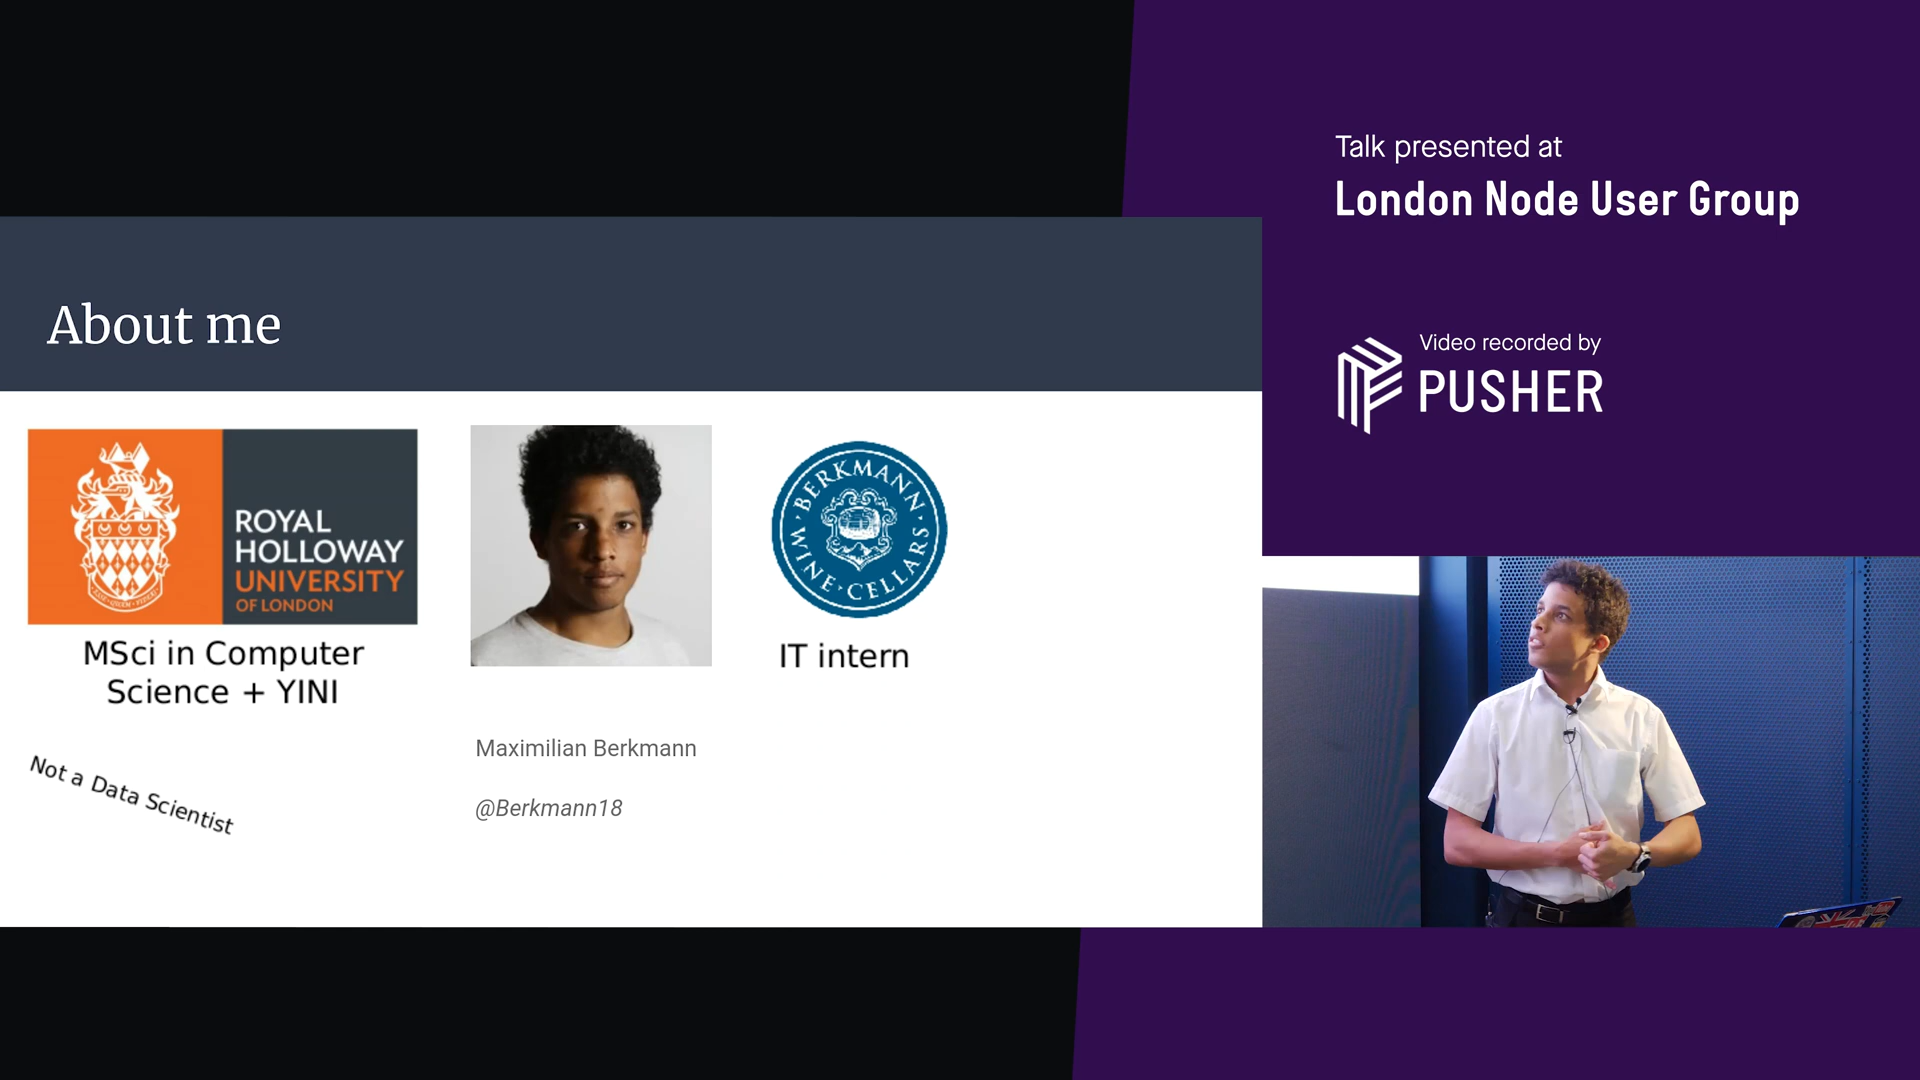 Talk presented at
London Node User Group
Video recorded by
PUSHER
About me
ROYAL
HOLLOWAY
UNIVERSITY
OF LONDON
MSci in Computer
Science + YINI
Not a Data Scientist
Maximilian Berkmann
@Berkmann18
· BERKMANN · WINE · CELLARS
IT intern